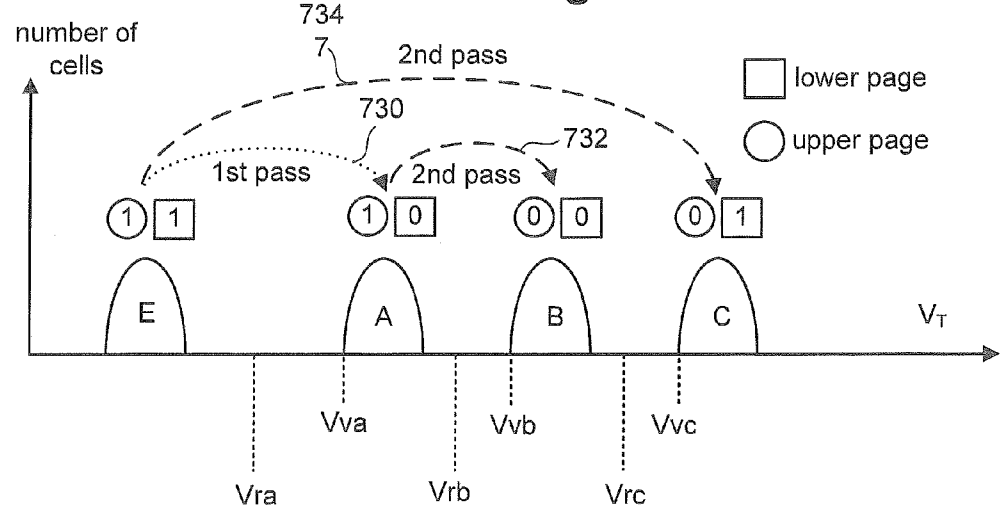 734
number of
cells
7
2nd pass
lower page
730
732
upper page
1st pass
2nd pass
1 1
1 0
0 0
0 1
E
A
B
C
VT
Vva
Vvb
Vvc
Vra
Vrb
Vrc